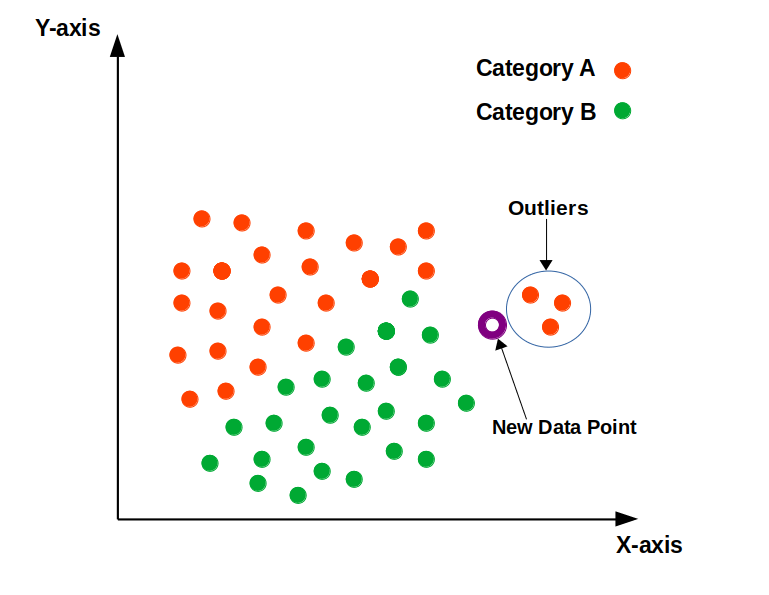 Y-axis
Category A
Category B
Outliers
New Data Point
X-axis